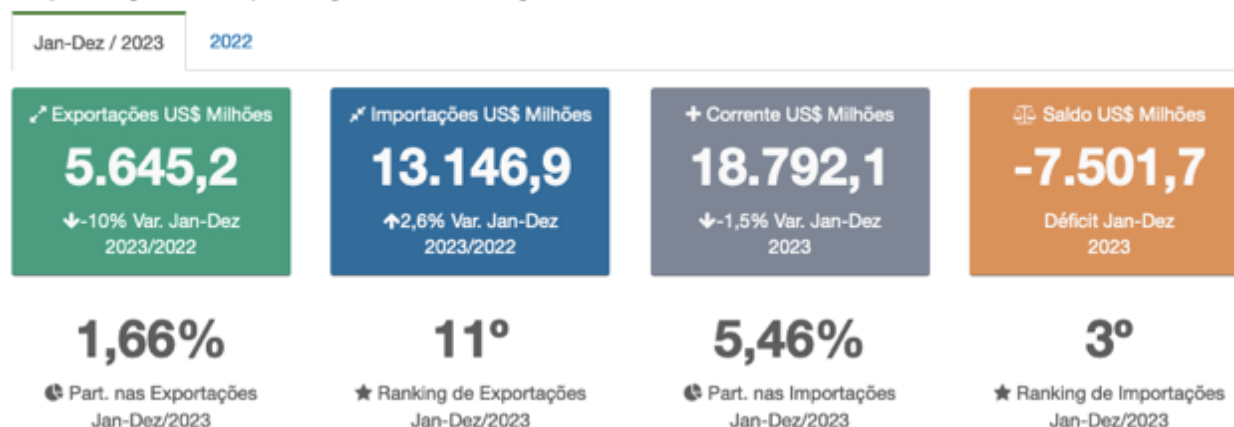 Jan-Dez / 2023
2022
Exportações US$ Milhões
5.645,2
-10% Var. Jan-Dez
2023/2022
Importações US$ Milhões
13.146,9
2,6% Var. Jan-Dez
2023/2022
Corrente US$ Milhões
18.792,1
-1,5% Var. Jan-Dez
2023
Saldo US$ Milhões
-7.501,7
Déficit Jan-Dez
2023
1,66%
Part. nas Exportações
Jan-Dez/2023
11º
Ranking de Exportações
Jan-Dez/2023
5,46%
Part. nas Importações
Jan-Dez/2023
3º
Ranking de Importações
Jan-Dez/2023